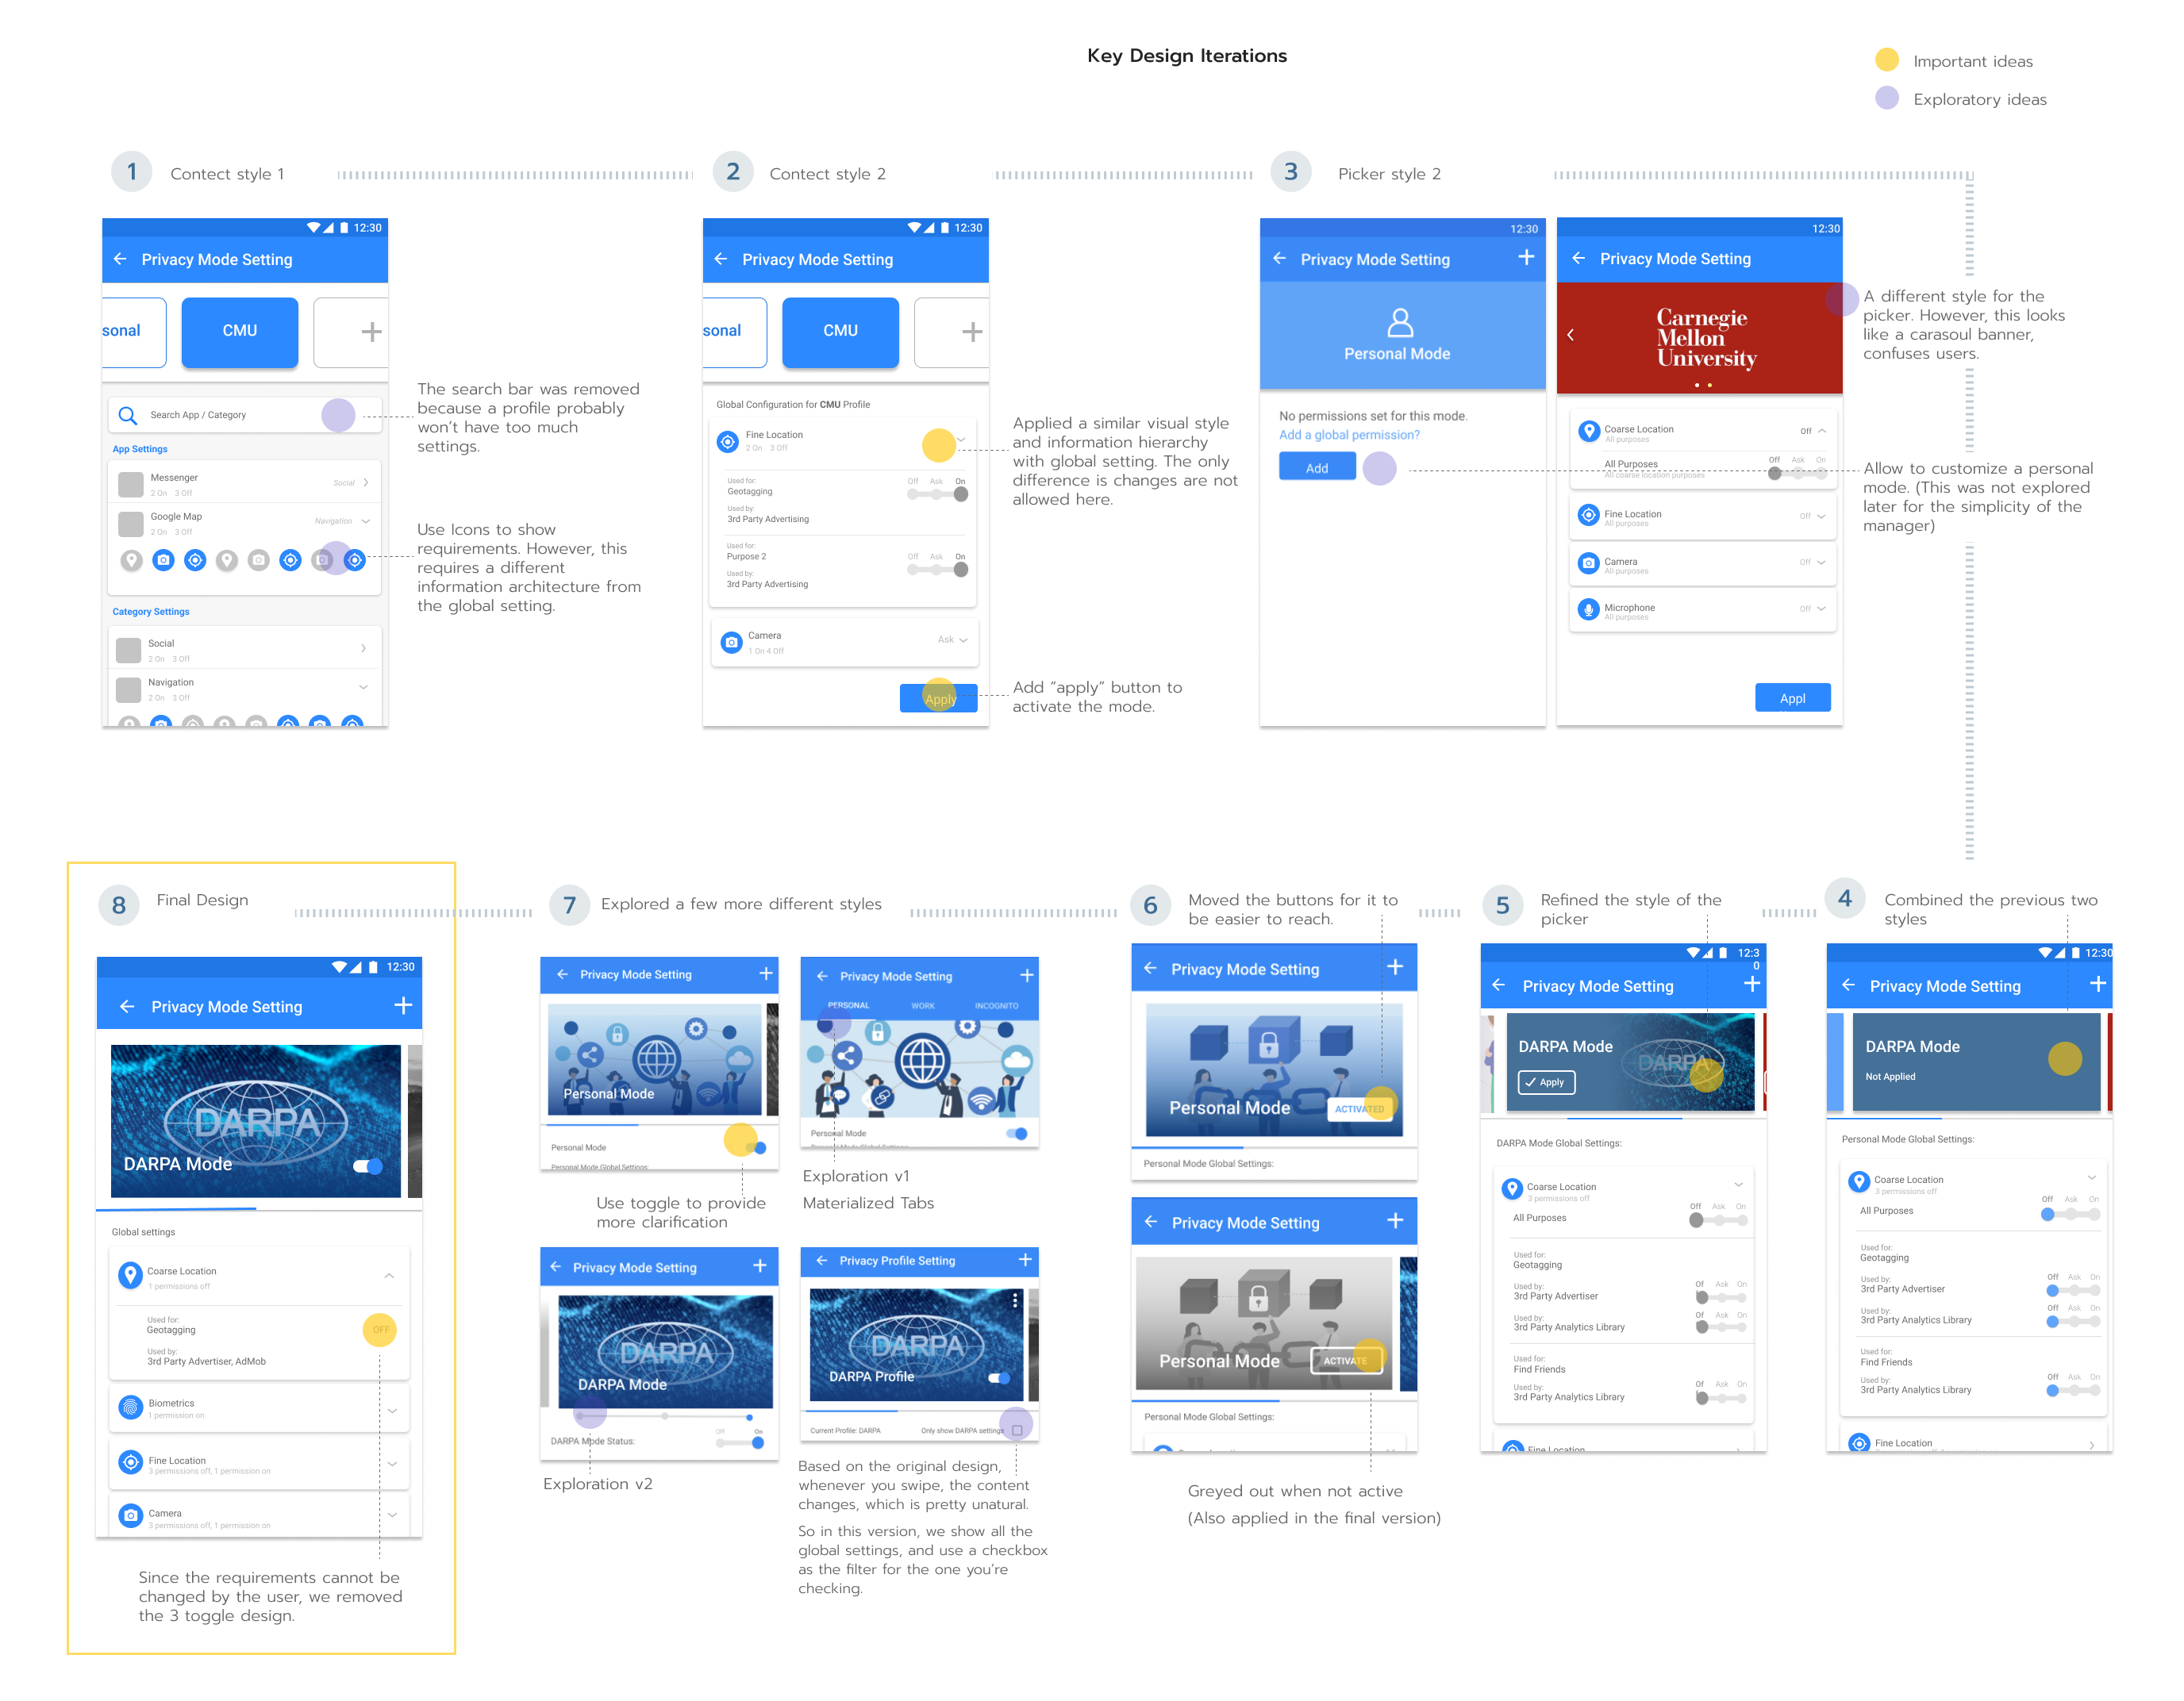 Key Design Iterations
Important ideas
Exploratory ideas
1
Contect style 1
2
Contect style 2
3
Picker style 2
12:30
Privacy Mode Setting
sonal
CMU
Search App / Category
App Settings
Messenger
2 On 3 Off
Social
Google Map
2 On 3 Off
Navigation
Category Settings
Social
2 On 3 Off
Navigation
2 On 3 Off
The search bar was removed
because a profile probably
won't have too much
settings.
Use Icons to show
requirements. However, this
requires a different
information architecture from
the global setting.
12:30
Privacy Mode Setting
sonal
CMU
Global Configuration for CMU Profile
Fine Location
2 On 3 Off
Used for:
Geotagging
Off Ask On
Used by:
3rd Party Advertising
Used for:
Purpose 2
Off Ask On
Used by:
3rd Party Advertising
Camera
1 On 4 Off
Ask
Apply
Applied a similar visual style
and information hierarchy
with global setting. The only
difference is changes are not
allowed here.
Add "apply" button to
activate the mode.
12:30
Privacy Mode Setting
Personal Mode
No permissions set for this mode.
Add a global permission?
Add
12:30
Privacy Mode Setting
Carnegie
Mellon
University
Coarse Location
All purposes
Off
All Purposes
All coarse location purposes
Off Ask On
Fine Location
All purposes
Off
Camera
All purposes
Off
Microphone
All purposes
Off
Appl
A different style for the
picker. However, this looks
like a carasoul banner,
confuses users.
Allow to customize a personal
mode. (This was not explored
later for the simplicity of the
manager)
8
Final Design
12:30
Privacy Mode Setting
DARPA
DARPA Mode
Global settings
Coarse Location
1 permissions off
Used for:
Geotagging
OFF
Used by:
3rd Party Advertiser, AdMob
Biometrics
1 permission on
Fine Location
3 permissions off, 1 permission on
Camera
3 permissions off, 1 permission on
Since the requirements cannot be
changed by the user, we removed
the 3 toggle design.
7
Explored a few more different styles
Privacy Mode Setting
Personal Mode
Personal Mode
Personal Mode Global Settings:
Use toggle to provide
more clarification
Privacy Mode Setting
PERSONAL WORK INCOGNITO
Personal Mode
Personal Mode Global Settings
Exploration v1
Materialized Tabs
Privacy Mode Setting
DARPA
DARPA Mode
Off On
DARPA Mode Status:
Exploration v2
Privacy Profile Setting
DARPA
DARPA Profile
Current Profile: DARPA
Only show DARPA settings
Based on the original design,
whenever you swipe, the content
changes, which is pretty unatural.
So in this version, we show all the
global settings, and use a checkbox
as the filter for the one you're
checking.
6
Moved the buttons for it to
be easier to reach.
Privacy Mode Setting
Personal Mode
ACTIVATED
Personal Mode Global Settings:
Privacy Mode Setting
Personal Mode
ACTIVATE
Personal Mode Global Settings:
Greyed out when not active
(Also applied in the final version)
5
Refined the style of the
picker
12:3
0
Privacy Mode Setting
DARPA Mode
DARPA
Apply
DARPA Mode Global Settings:
Coarse Location
3 permissions off
Off Ask On
All Purposes
Used for:
Geotagging
Used by:
3rd Party Advertiser
Of Ask On
Of Ask On
3rd Party Analytics Library
Used for:
Find Friends
Used by:
3rd Party Analytics Library
Of Ask On
Fine Location
4
Combined the previous two
styles
12:30
Privacy Mode Setting
DARPA Mode
Not Applied
Personal Mode Global Settings:
Coarse Location
3 permissions off
Off Ask On
All Purposes
Used for:
Geotagging
Used by:
3rd Party Advertiser
Off Ask On
Used by:
3rd Party Analytics Library
Off Ask On
Used for:
Find Friends
Used by:
3rd Party Analytics Library
Off Ask On
Fine Location